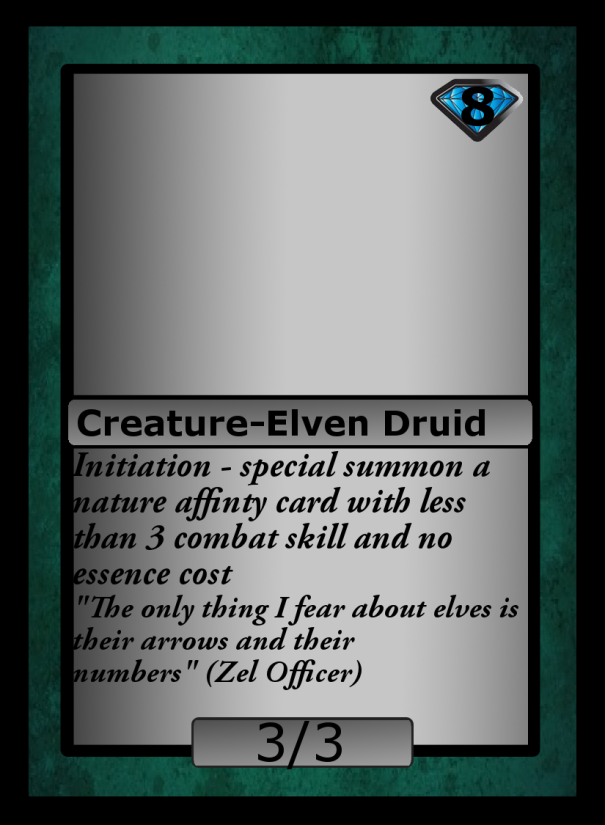 8
Creature-Elven Druid
Initiation - special summon a
nature affinty card with less
than 3 combat skill and no
essence cost
"The only thing I fear about elves is
their arrows and their
numbers" (Zel Officer)
3/3